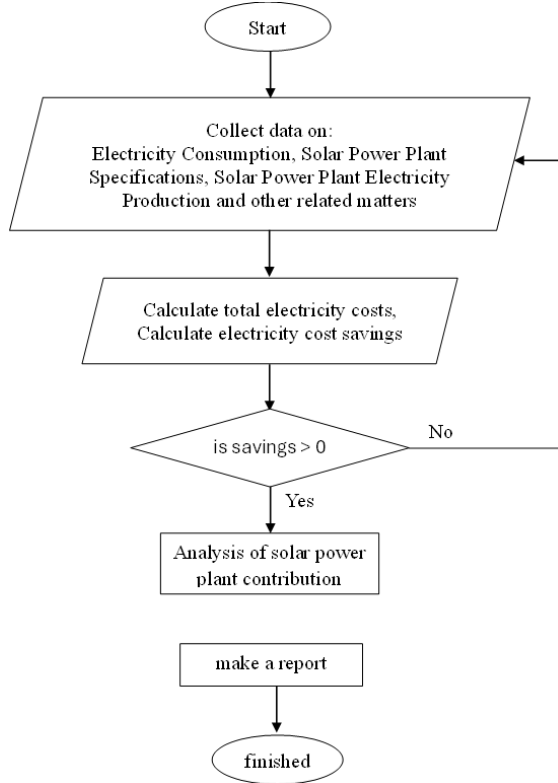 Start
Collect data on:
Electricity Consumption, Solar Power Plant
Specifications, Solar Power Plant Electricity
Production and other related matters
Calculate total electricity costs,
Calculate electricity cost savings
is savings > 0
No
Yes
Analysis of solar power
plant contribution
make a report
finished